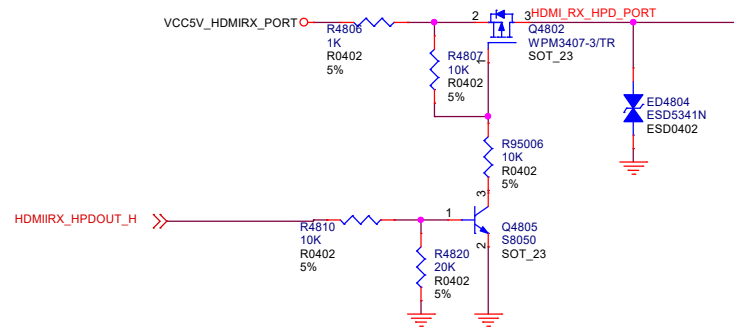 VCC5V_HDMIRX_PORT
R4806
1K
R0402
5%
2
3
HDMI_RX_HPD_PORT
Q4802
WPM3407-3/TR
SOT_23
1
R4807
10K
R0402
5%
ED4804
ESD5341N
ESD0402
R95006
10K
R0402
5%
3
HDMIIRX_HPDOUT_H
R4810
10K
R0402
5%
1
Q4805
S8050
SOT_23
2
R4820
20K
R0402
5%